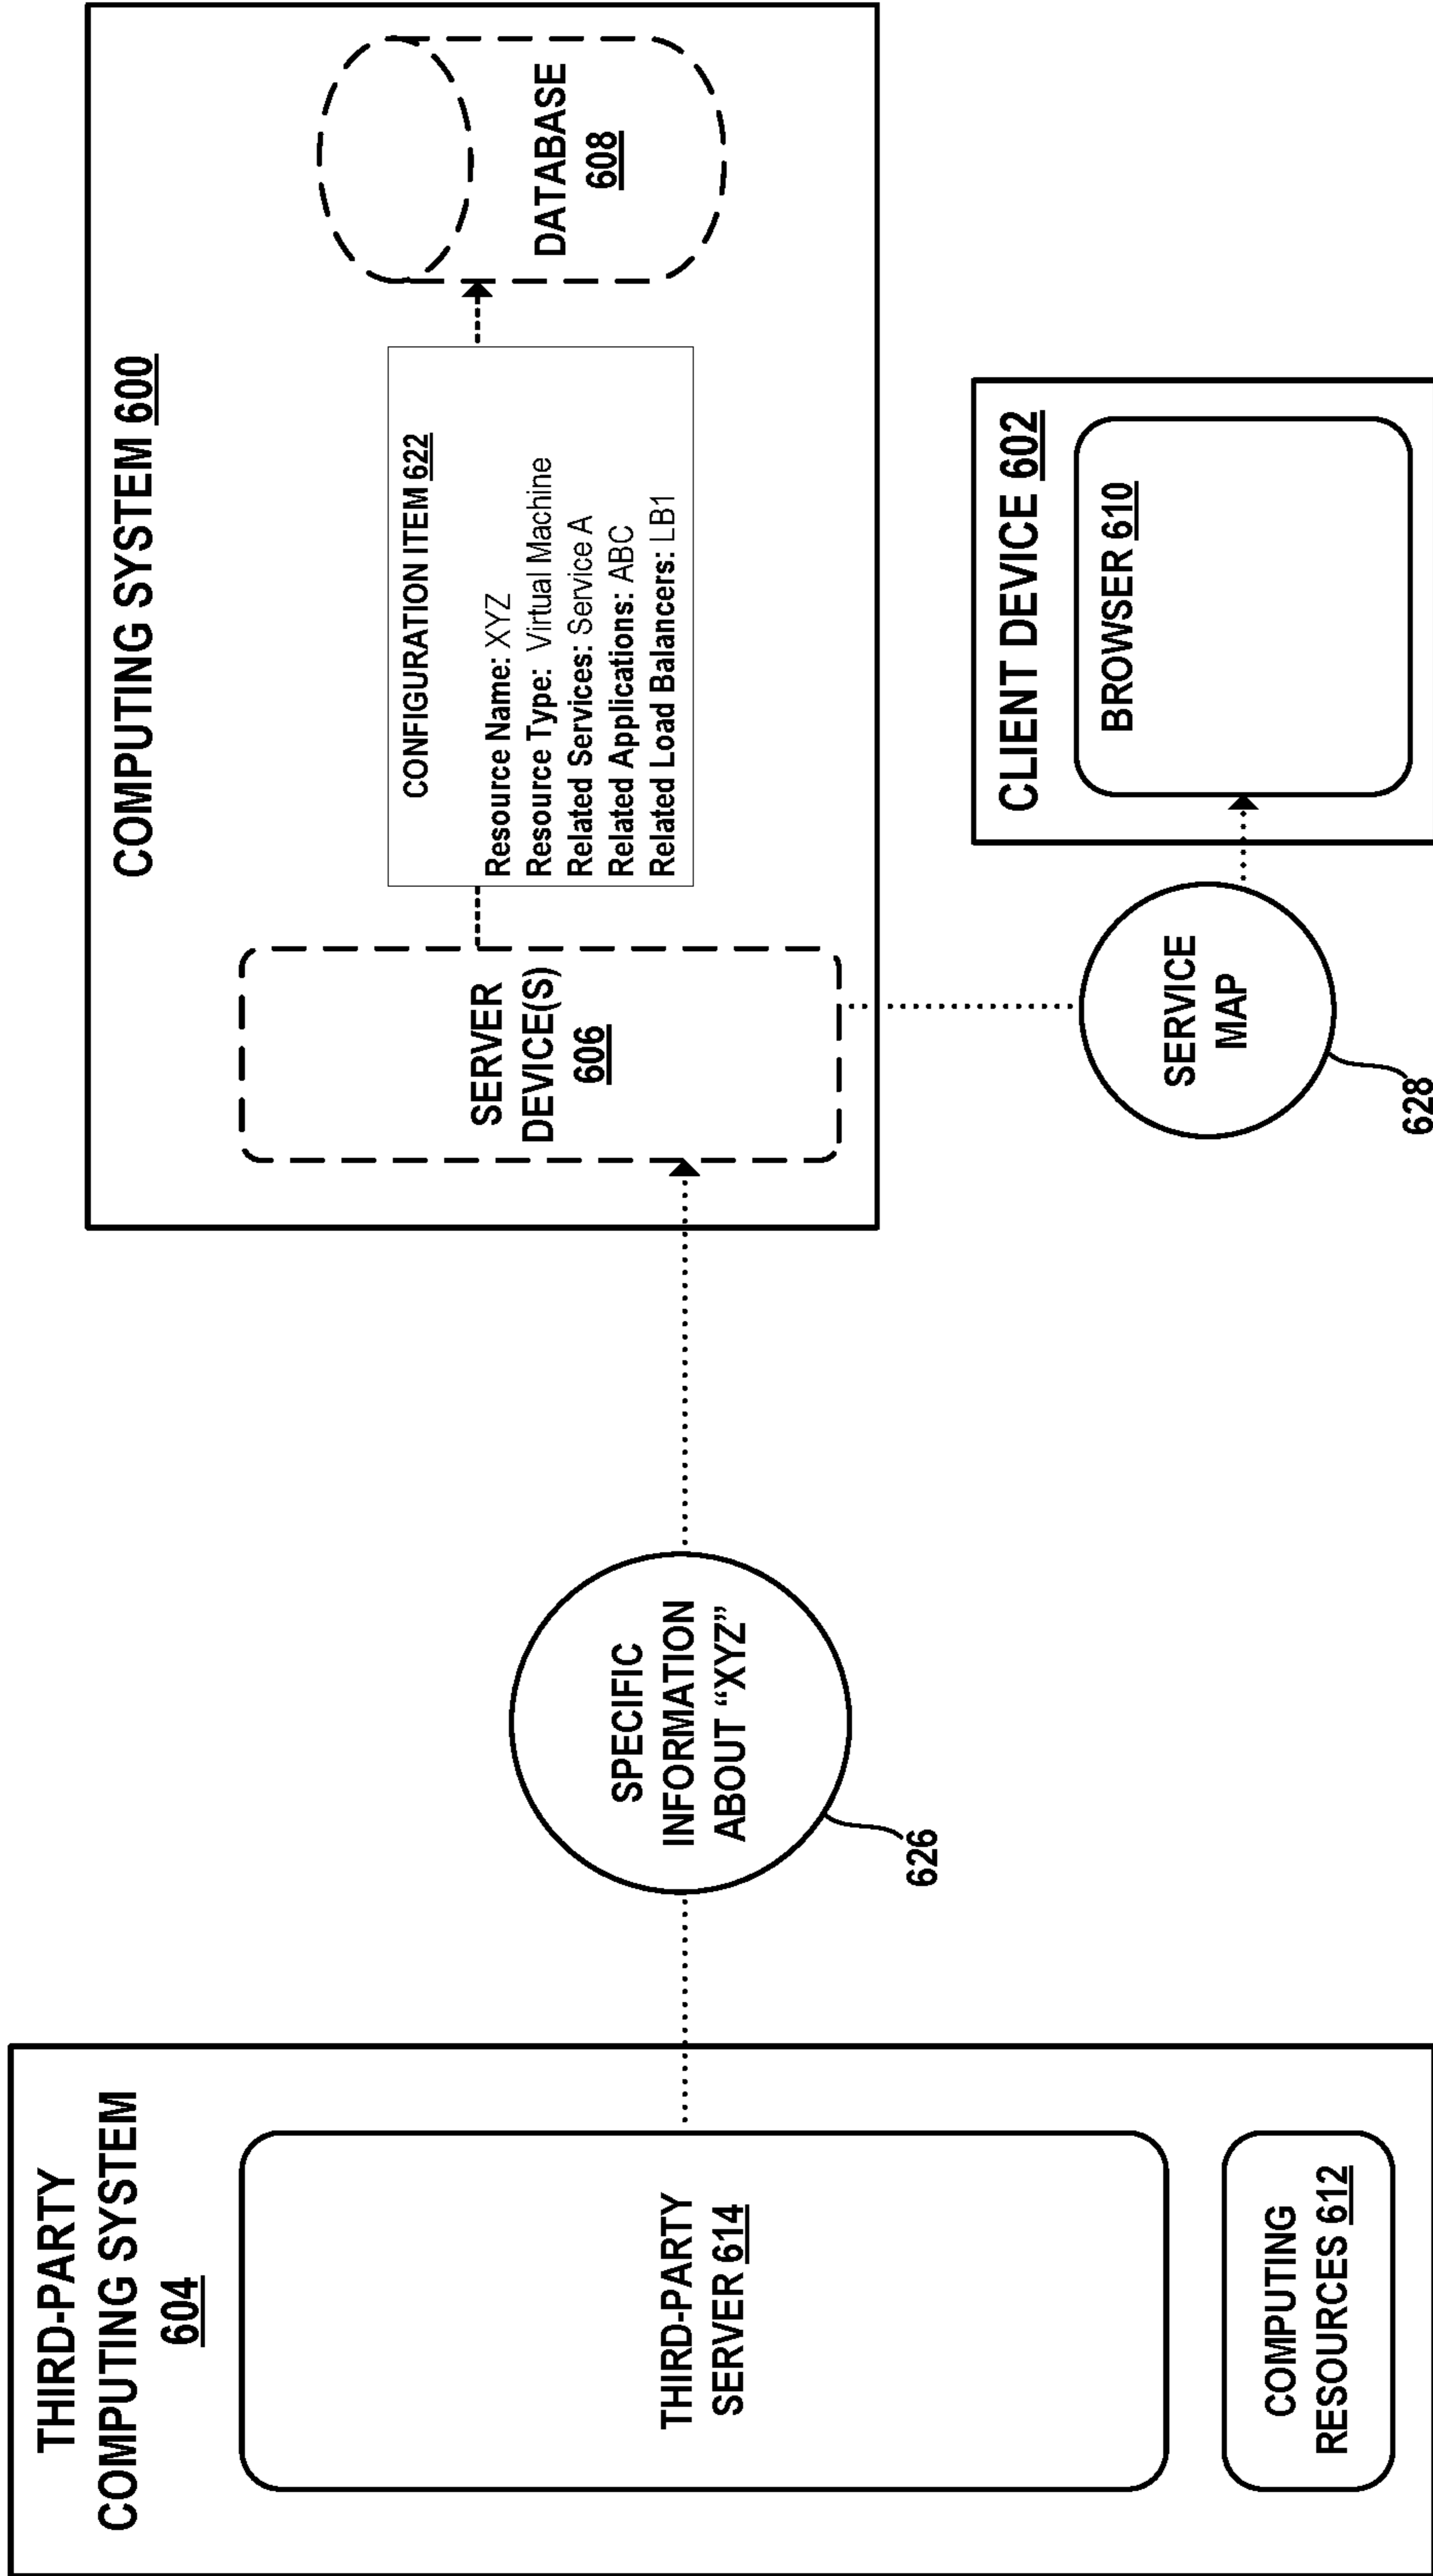 THIRD-PARTY
COMPUTING SYSTEM
604
THIRD-PARTY
SERVER 614
COMPUTING
RESOURCES 612
SPECIFIC
INFORMATION
ABOUT “XYZ”
626
COMPUTING SYSTEM 600
SERVER
DEVICE(S)
606
CONFIGURATION ITEM 622
Resource Name: XYZ
Resource Type: Virtual Machine
Related Services: Service A
Related Applications: ABC
Related Load Balancers: LB1
DATABASE
608
SERVICE
MAP
628
CLIENT DEVICE 602
BROWSER 610